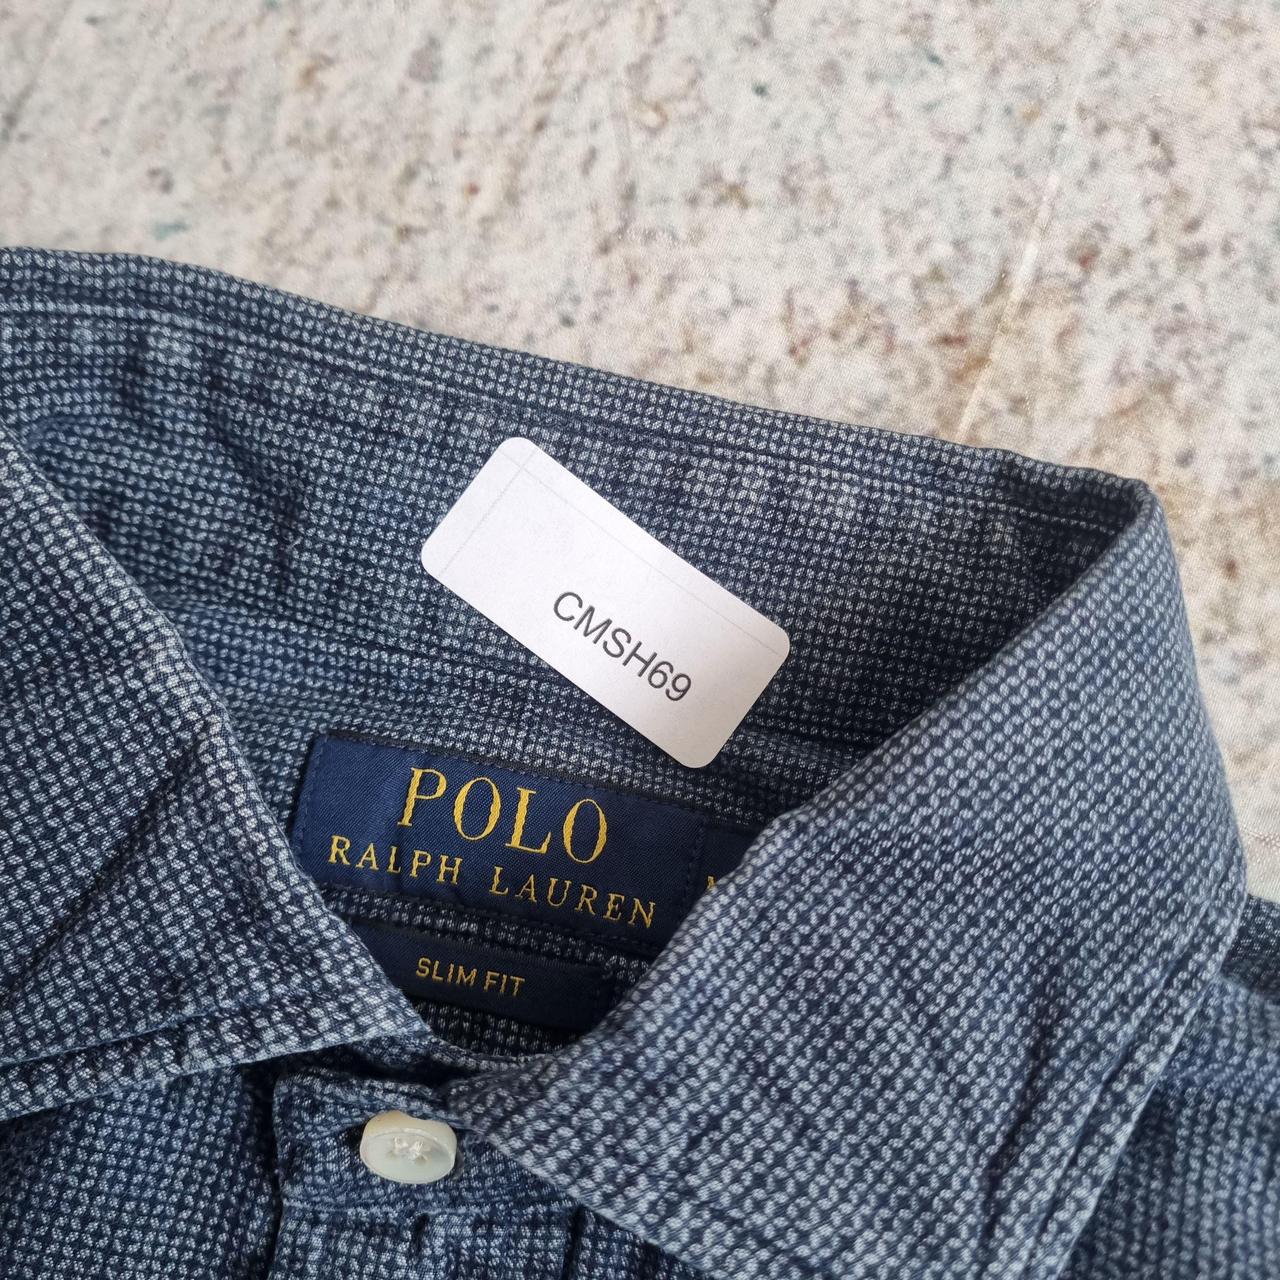 CMSH69
POLO
RALPH LAUREN
SLIM FIT